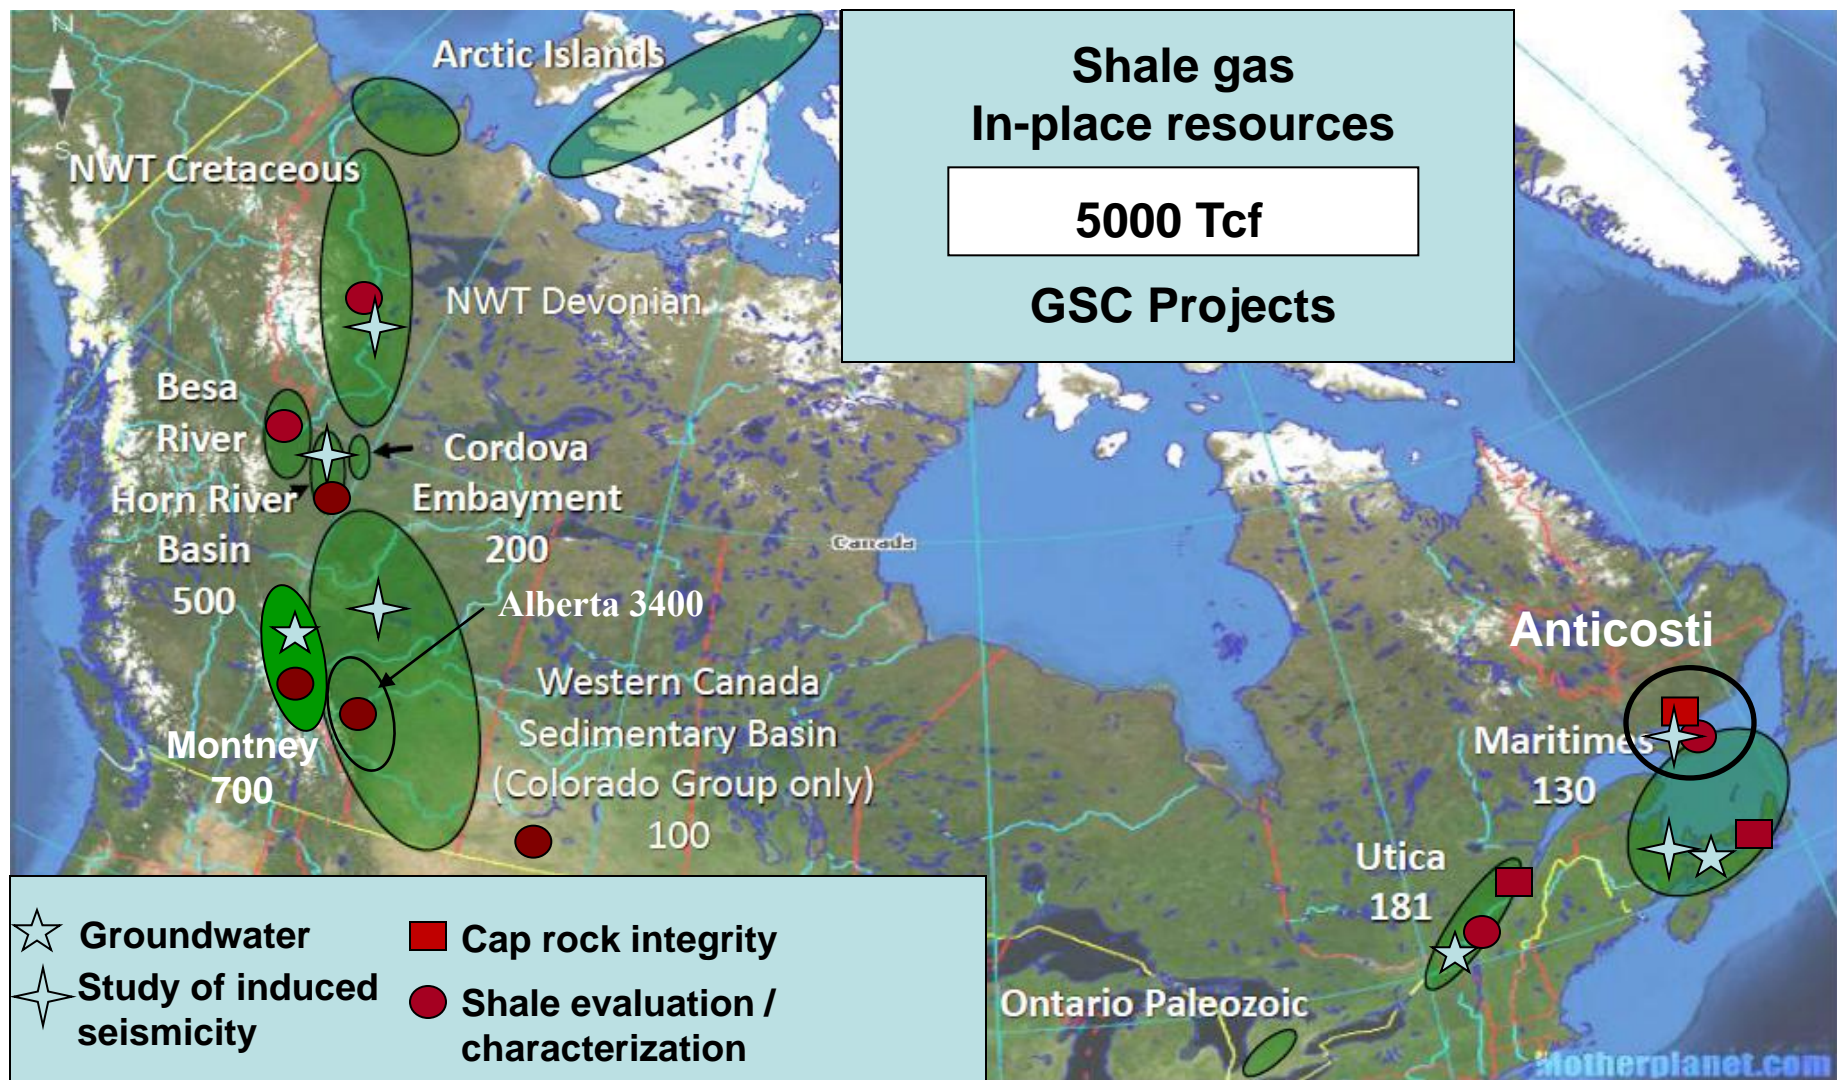 N
S
Arctic Islands
NWT Cretaceous
NWT Devonian
Shale gas
In-place resources
5000 Tcf
GSC Projects
Besa
River
Horn River
Basin
500
Cordova
Embayment
200
Canada
Alberta 3400
Montney
700
Western Canada
Sedimentary Basin
(Colorado Group only)
100
Anticosti
Maritimes
130
Utica
181
Ontario Paleozoic
Groundwater
Study of induced
seismicity
Cap rock integrity
Shale evaluation /
characterization
Motherplanet.com